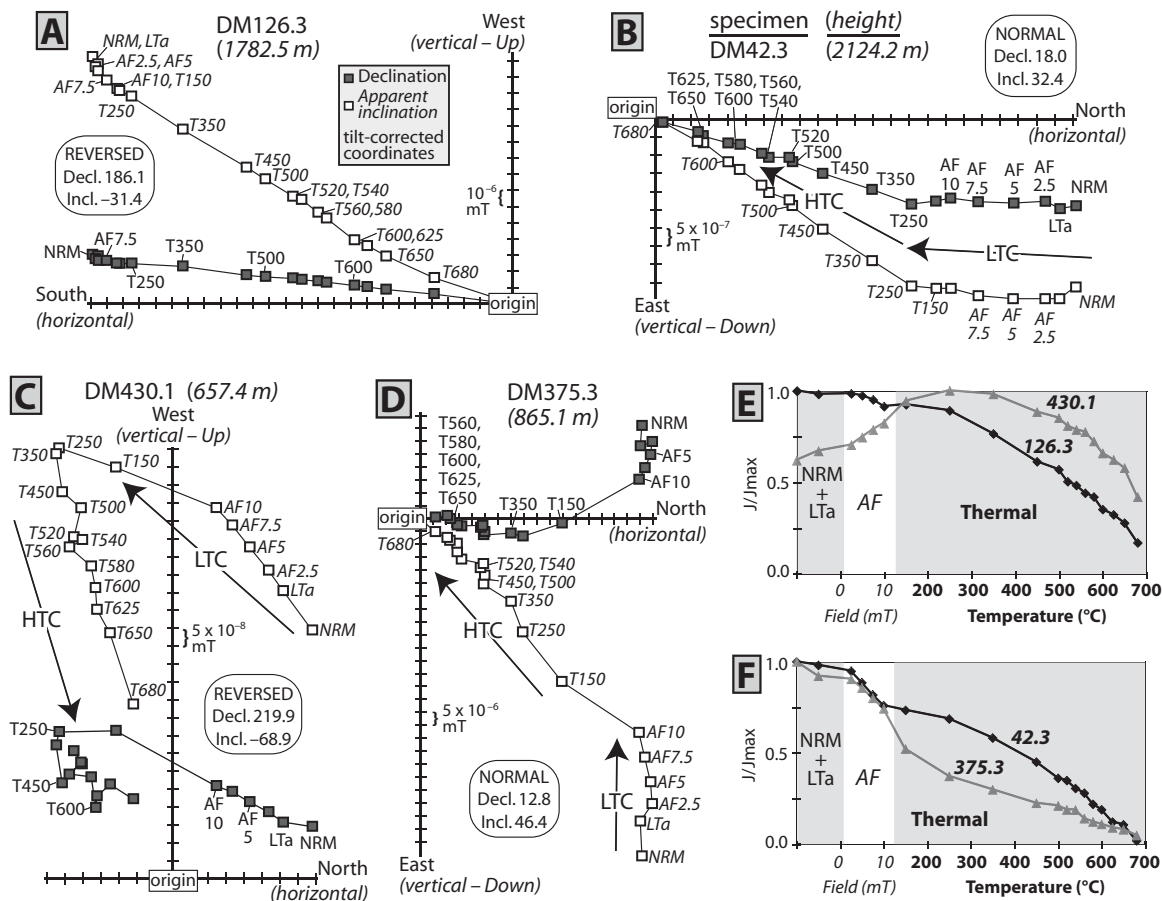 A
DM126.3
(1782.5 m)
West
(vertical – Up)
NRM, LTa
AF2.5, AF5
AF7.5
AF10, T150
T250
T350
T450
T500
T520, T540
T560,580
T600,625
T650
T680
Declination
Apparent
inclination
tilt-corrected
coordinates
REVERSED
Decl. 186.1
Incl. –31.4
10⁻⁶
mT
{
NRM
AF7.5
T250
T350
T500
T600
South
(horizontal)
origin
B
specimen (height)
DM42.3 (2124.2 m)
NORMAL
Decl. 18.0
Incl. 32.4
T625, T580, T560,
T650 T600 T540
origin
North
(horizontal)
T680
T520
T500
T450
T350
T250
AF
10
AF
7.5
AF
5
AF
2.5
NRM
LTa
T600
T500
HTC
T450
LTC
} 5 x 10⁻⁷
mT
T350
T250
T150
AF
7.5
AF
5
AF
2.5
NRM
East
(vertical – Down)
C
DM430.1 (657.4 m)
West
(vertical – Up)
T250
T350
T150
T450
T500
AF10
AF7.5
T520
T540
T560
AF5
LTC
T580
AF2.5
T600
LTa
HTC
T625
T650
} 5 x 10⁻⁸
mT
NRM
T680
REVERSED
Decl. 219.9
Incl. –68.9
T250
T450
T600
AF
10
AF
5
LTa
NRM
North
(horizontal)
origin
D
DM375.3
(865.1 m)
T560,
T580,
T600,
T625,
T650
NRM
AF5
AF10
T350
T150
North
(horizontal)
origin
T680
T520, T540
T450, T500
T350
HTC
T250
T150
} 5 x 10⁻⁶
mT
AF10
AF7.5
AF5
LTC
AF2.5
LTa
NRM
NORMAL
Decl. 12.8
Incl. 46.4
East
(vertical – Down)
E
1.0
0.5
0.0
J/Jmax
430.1
126.3
NRM
+
LTa
AF
Thermal
0 10 200 300 400 500 600 700
Field (mT) Temperature (°C)
F
1.0
0.5
0.0
J/Jmax
42.3
375.3
NRM
+
LTa
AF
Thermal
0 10 200 300 400 500 600 700
Field (mT) Temperature (°C)